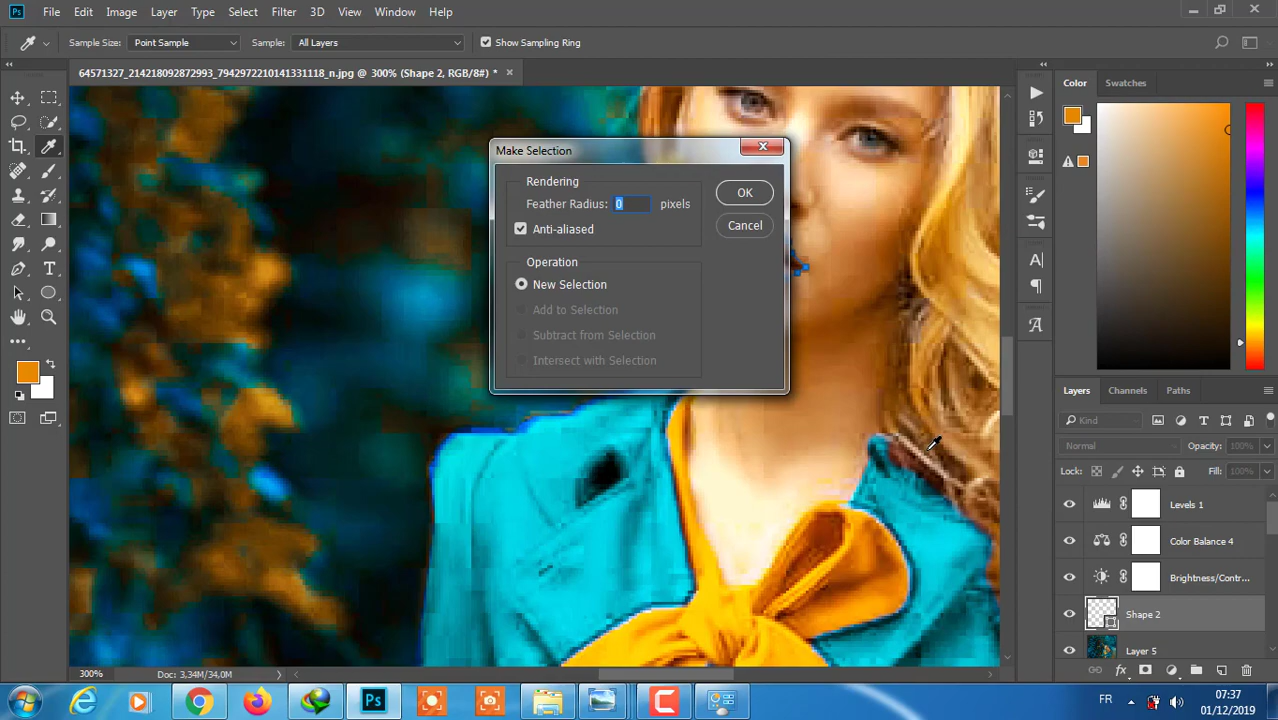 Ps File Edit Image Layer Type Select Filter 3D View Window Help
Sample Size: Point Sample Sample: All Layers Show Sampling Ring
64571327_214218092872993_7942972210141331118_n.jpg @ 300% (Shape 2, RGB/8#) *
Color Swatches
Make Selection
Rendering
Feather Radius: 0 pixels
Anti-aliased
OK
Cancel
Operation
New Selection
Add to Selection
Subtract from Selection
Intersect with Selection
Layers Channels Paths
Kind
Normal Opacity: 100%
Lock: Fill: 100%
Levels 1
Color Balance 4
Brightness/Contr...
Shape 2
Layer 5
300% Doc: 3,34M/34,0M
Ps FR 07:37
01/12/2019